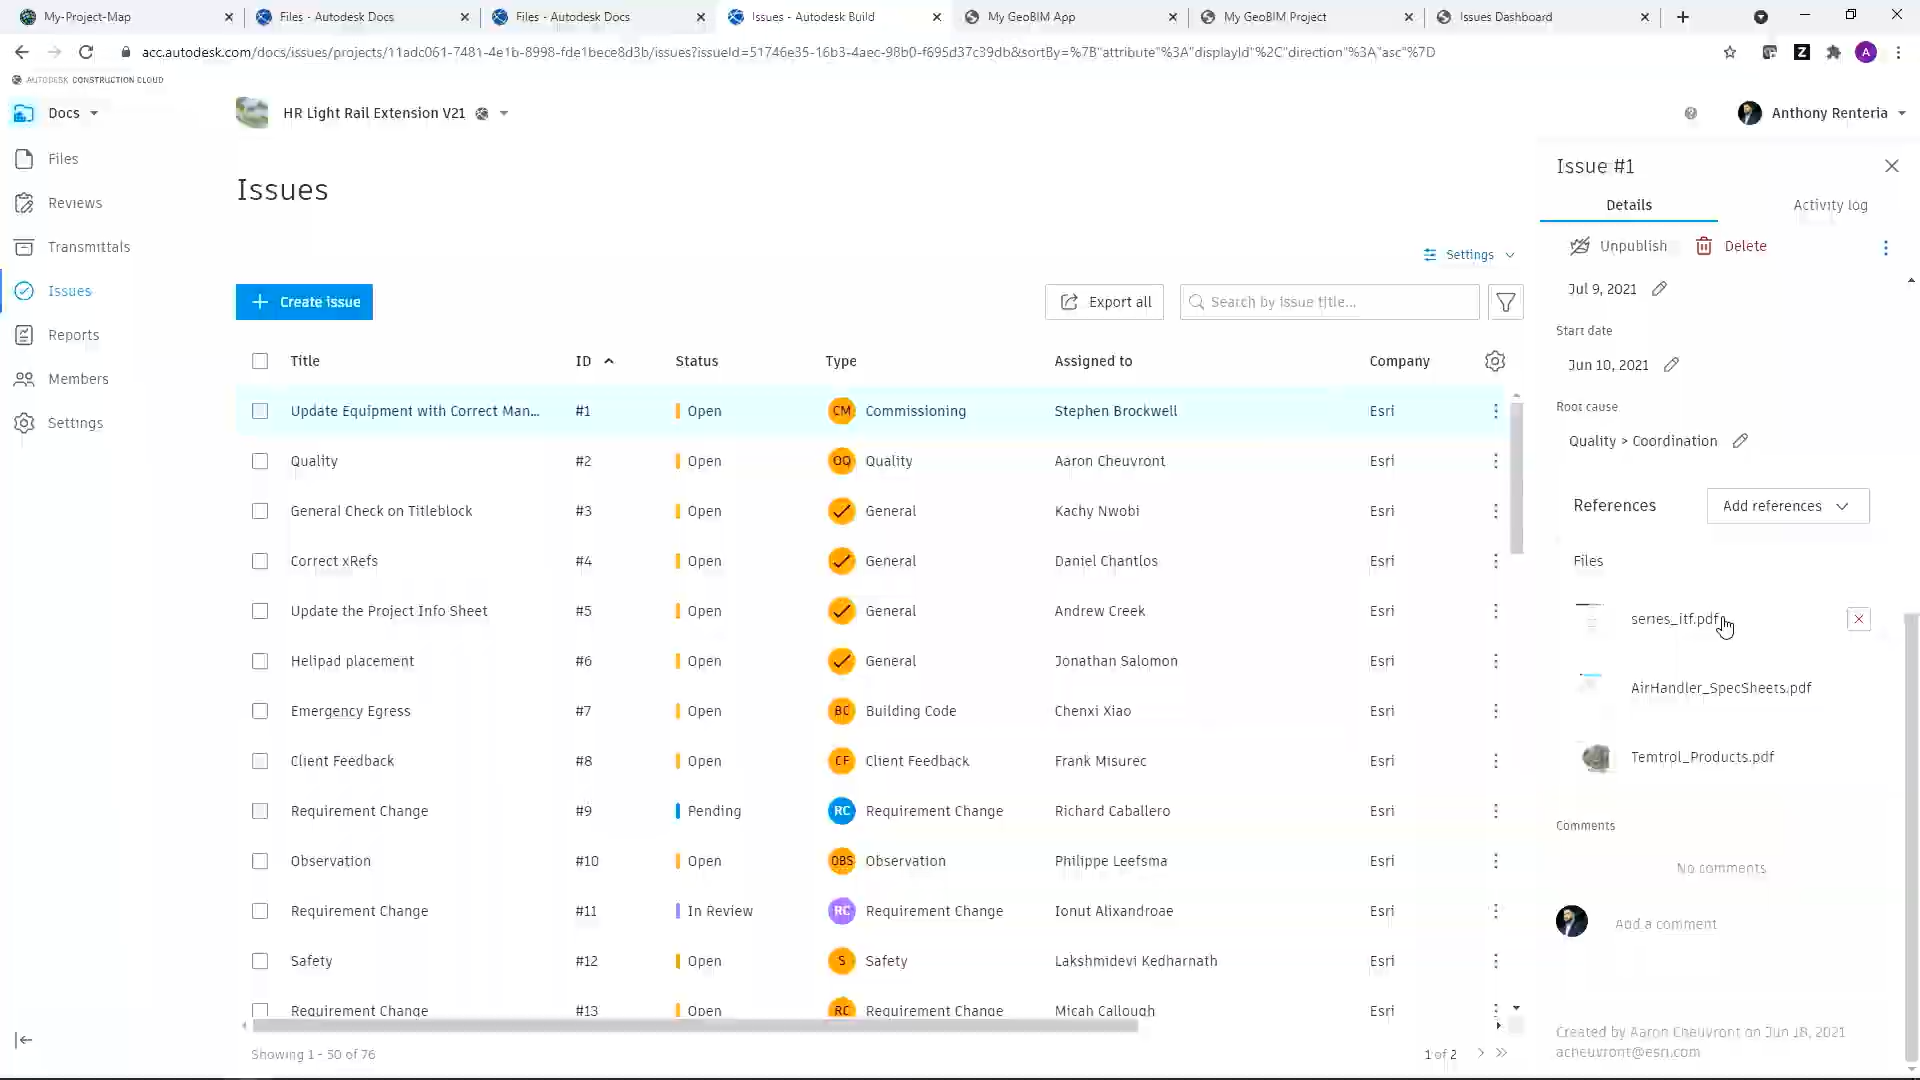 My-Project-Map
Files - Autodesk Docs
Files - Autodesk Docs
Issues - Autodesk Build
My GeoBIM App
My GeoBIM Project
Issues Dashboard
acc.autodesk.com/docs/issues/projects/11adc061-7481-4e1b-8998-fde1bece8d3b/issues?issueId=51746e35-16b3-4aec-98b0-f695d37c39db&sortBy=%7B"attribute"%3A"displayId"%2C"direction"%3A"asc"%7D
Z
A
AUTODESK CONSTRUCTION CLOUD
Docs
HR Light Rail Extension V21
Anthony Renteria
Files
Reviews
Transmittals
Issues
Reports
Members
Settings
Issues
Settings
Create issue
Export all
Search by issue title...
Title ID Status Type Assigned to Company
Update Equipment with Correct Man... #1 Open CM Commissioning Stephen Brockwell Esri
Quality #2 Open OQ Quality Aaron Cheuvront Esri
General Check on Titleblock #3 Open General Kachy Nwobi Esri
Correct xRefs #4 Open General Daniel Chantlos Esri
Update the Project Info Sheet #5 Open General Andrew Creek Esri
Helipad placement #6 Open General Jonathan Salomon Esri
Emergency Egress #7 Open BC Building Code Chenxi Xiao Esri
Client Feedback #8 Open CF Client Feedback Frank Misurec Esri
Requirement Change #9 Pending RC Requirement Change Richard Caballero Esri
Observation #10 Open OBS Observation Philippe Leefsma Esri
Requirement Change #11 In Review RC Requirement Change Ionut Alixandroae Esri
Safety #12 Open S Safety Lakshmidevi Kedharnath Esri
Requirement Change #13 Open RC Requirement Change Micah Callough Esri
Showing 1 - 50 of 76
1 of 2
Issue #1
Details
Activity log
Unpublish
Delete
Jul 9, 2021
Start date
Jun 10, 2021
Root cause
Quality > Coordination
References
Add references
Files
series_itf.pdf
AirHandler_SpecSheets.pdf
Temtrol_Products.pdf
Comments
No comments
Add a comment
Created by Aaron Cheuvront on Jun 18, 2021
acheuvront@esri.com